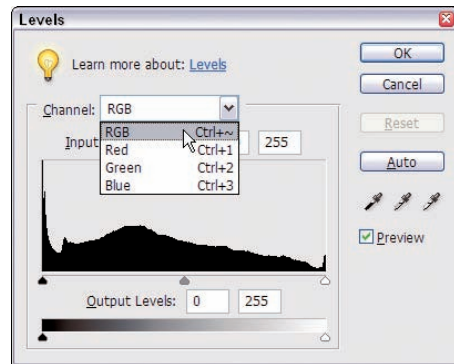 Levels
Learn more about: Levels
OK
Cancel
Reset
Auto
Preview
Channel: RGB
RGB Ctrl+~
Red Ctrl+1
Green Ctrl+2
Blue Ctrl+3
Input
255
Output Levels: 0 255